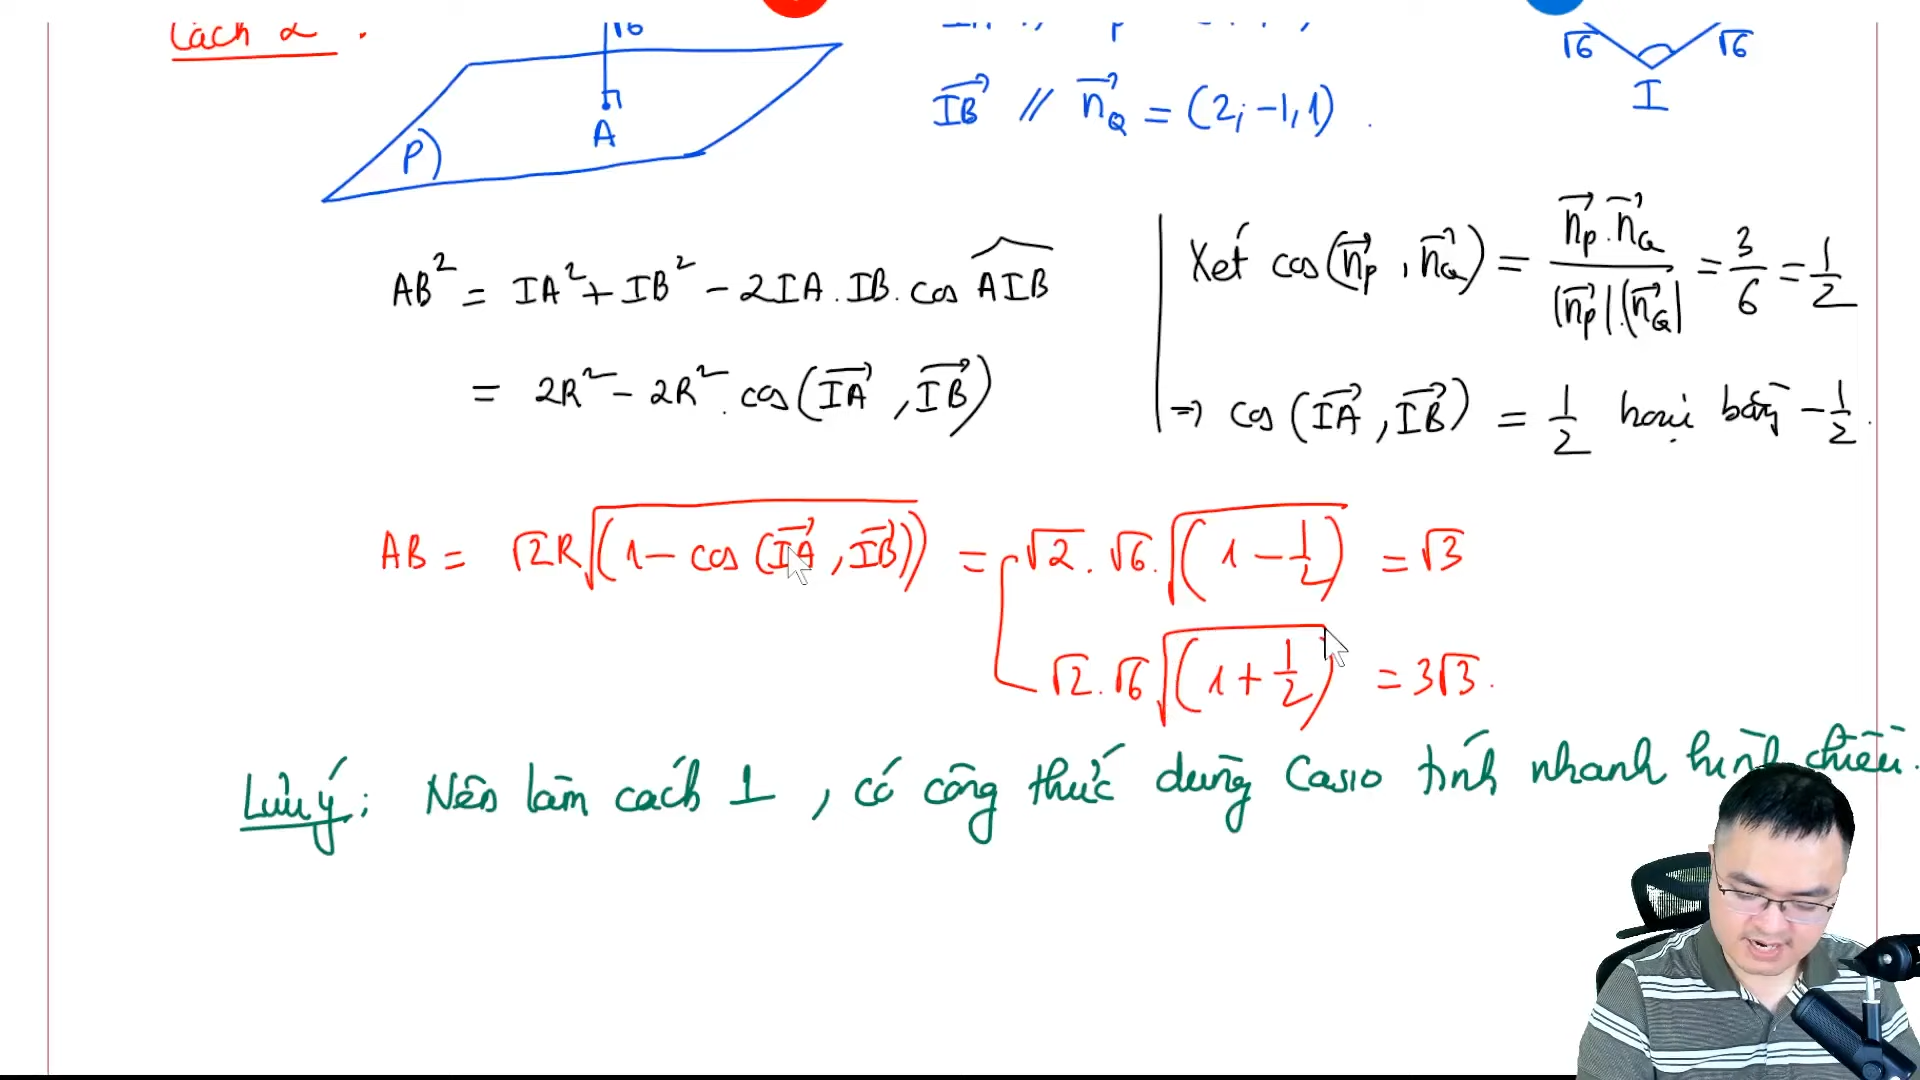 Cách 2.
√6
A
P)
IB // n_Q = (2; -1, 1).
√6 √6
I
AB² = IA² + IB² - 2IA.IB.cos AIB
= 2R² - 2R².cos(IA, IB)
Xét cos(n_P, n_Q) = n_P.n_Q / |n_P|.|n_Q| = 3/6 = 1/2
=> cos(IA, IB) = 1/2 hoặc bằng -1/2.
AB = √2R√(1 - cos(IA, IB)) = √2.√6.√(1 - 1/2) = √3
√2.√6√(1 + 1/2) = 3√3.
Lưu ý: Nên làm cách 1, có công thức dùng Casio tính nhanh hình chiếu.